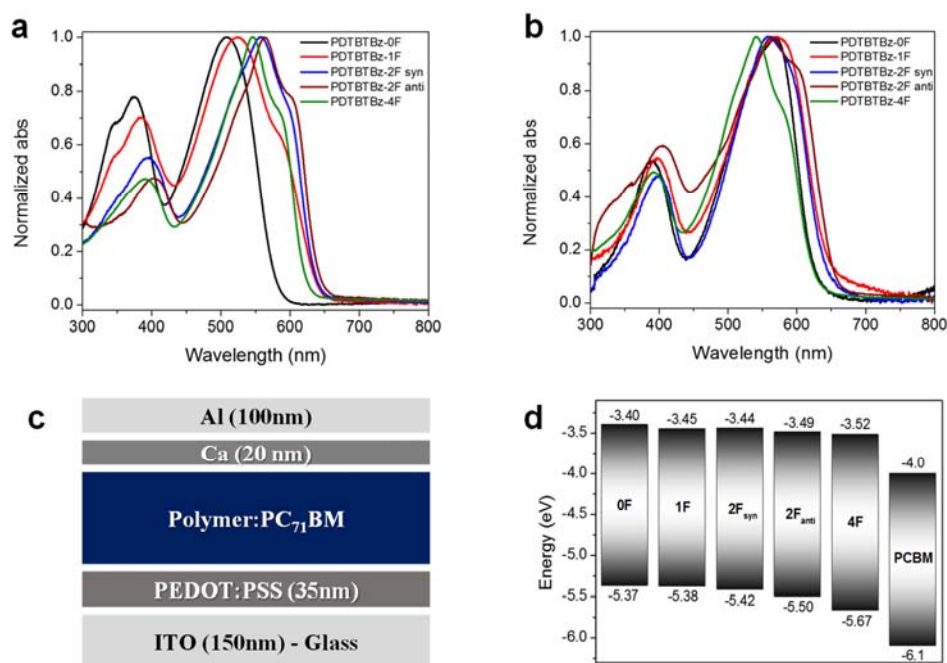 a
PDTBTBz-0F
PDTBTBz-1F
PDTBTBz-2F syn
PDTBTBz-2F anti
PDTBTBz-4F
Normalized abs
1.0
0.8
0.6
0.4
0.2
0.0
300 400 500 600 700 800
Wavelength (nm)
b
PDTBTBz-0F
PDTBTBz-1F
PDTBTBz-2F syn
PDTBTBz-2F anti
PDTBTBz-4F
Normalized abs
1.0
0.8
0.6
0.4
0.2
0.0
300 400 500 600 700 800
Wavelength (nm)
c
Al (100nm)
Ca (20 nm)
Polymer:PC₇₁BM
PEDOT:PSS (35nm)
ITO (150nm) - Glass
d
Energy (eV)
-3.5
-4.0
-4.5
-5.0
-5.5
-6.0
-3.40 -3.45 -3.44 -3.49 -3.52 -4.0
0F 1F 2Fsyn 2Fanti 4F PCBM
-5.37 -5.38 -5.42 -5.50 -5.67 -6.1